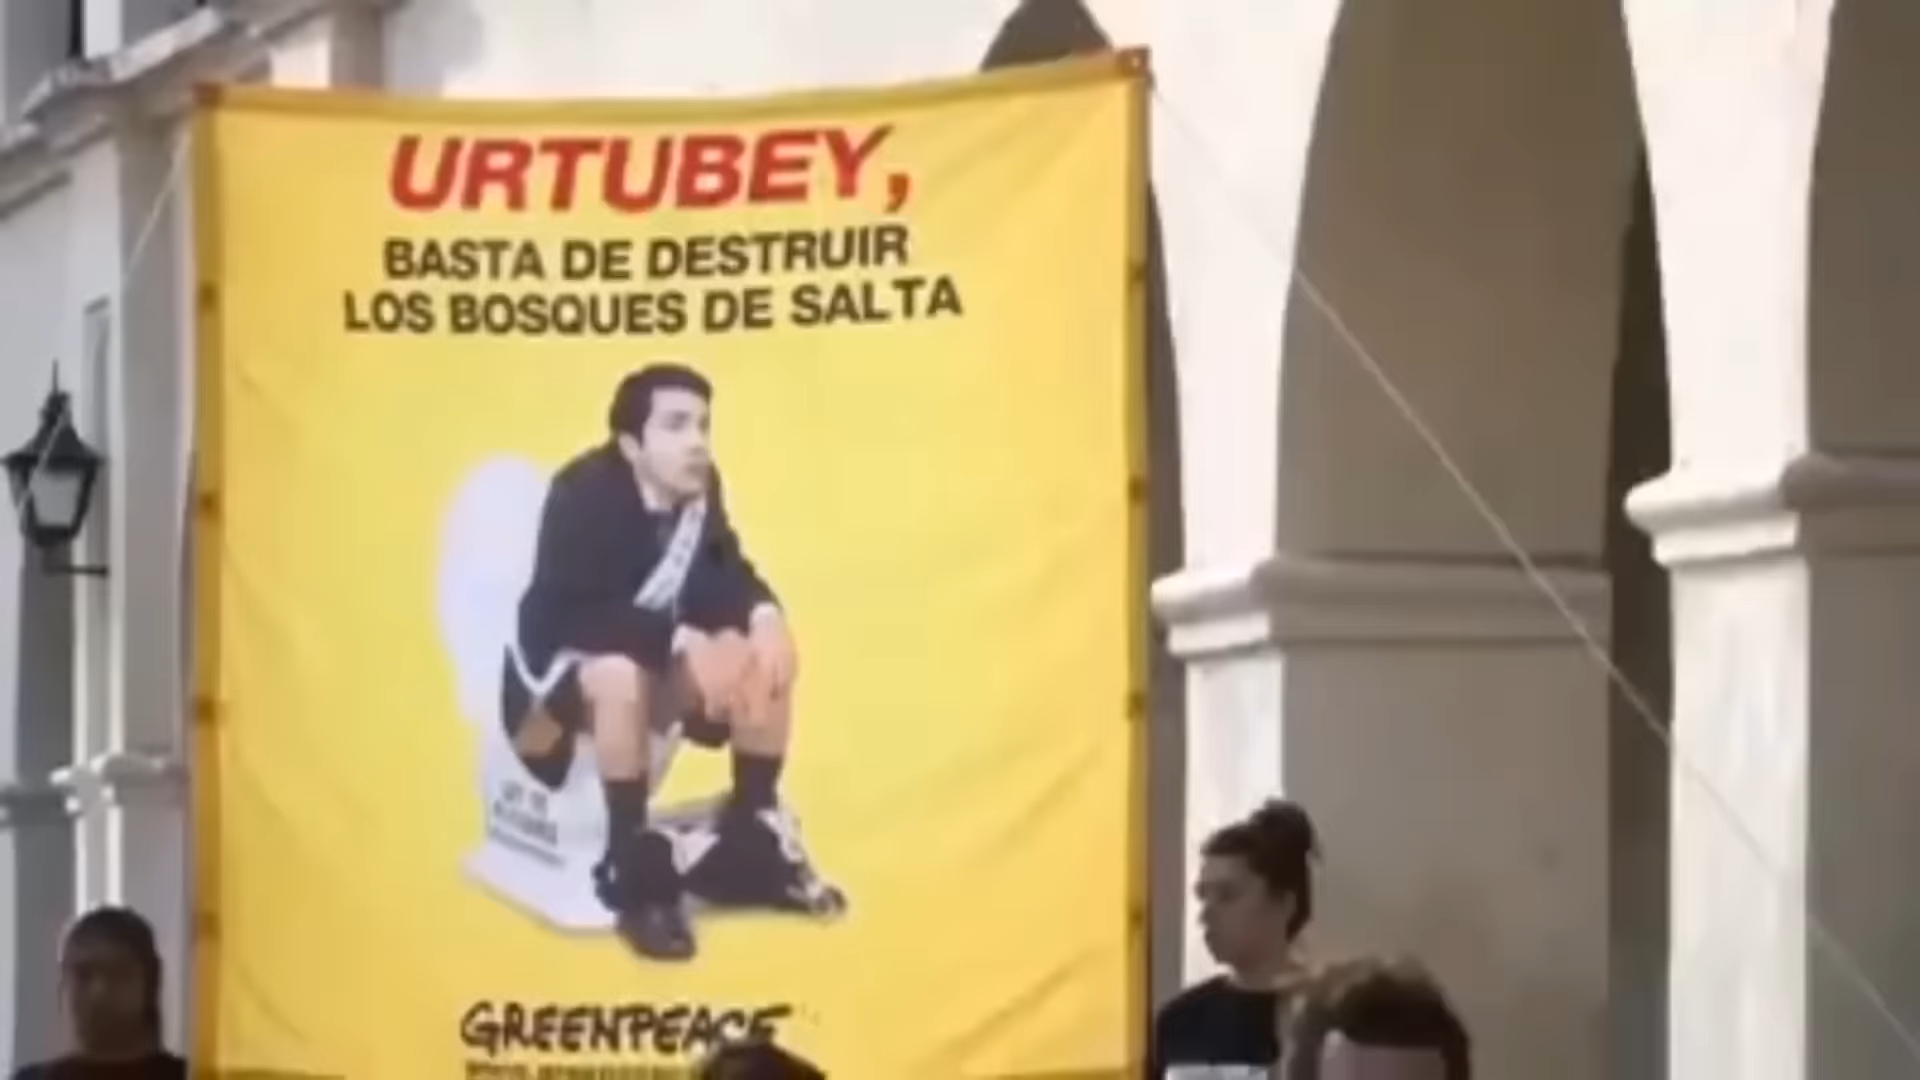 URTUBEY,
BASTA DE DESTRUIR
LOS BOSQUES DE SALTA
GREENPEACE